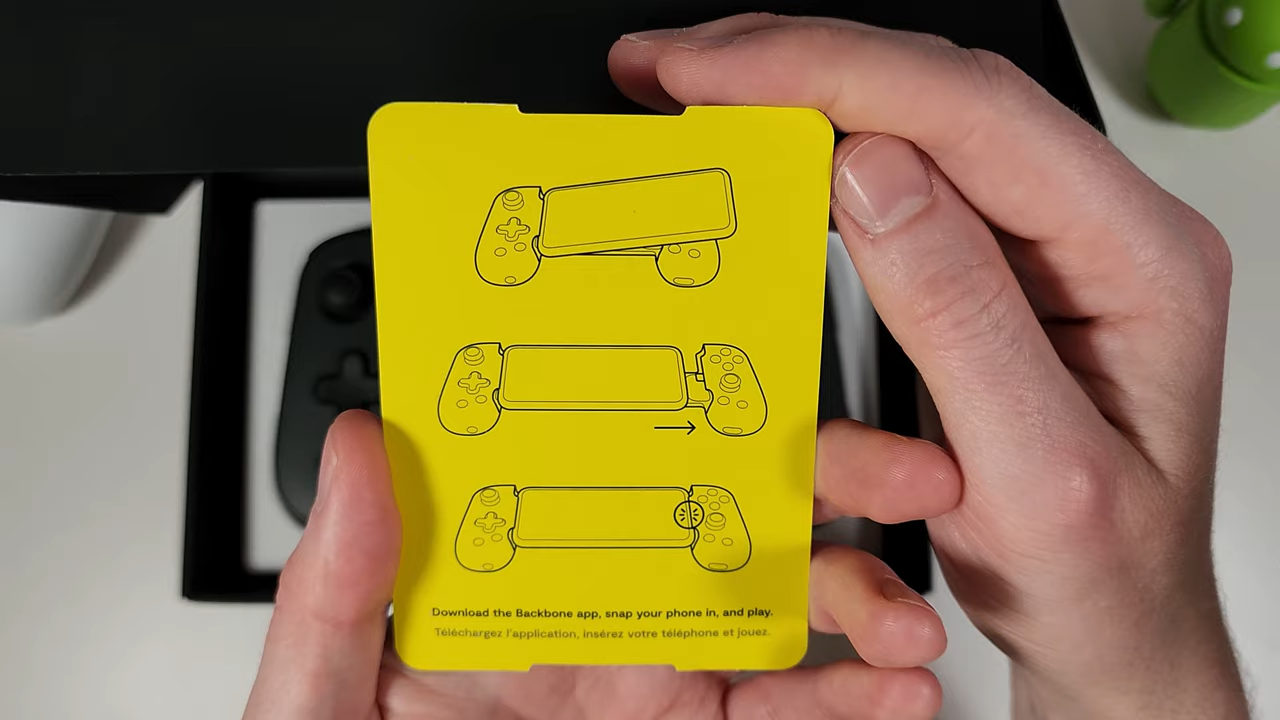 Download the Backbone app, snap your phone in, and play.
Téléchargez l'application, insérez votre téléphone et jouez.